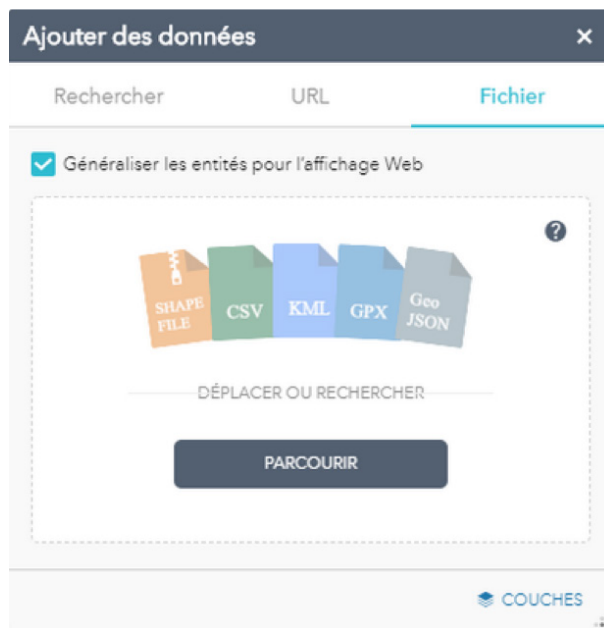 Ajouter des données
Rechercher URL Fichier
Généraliser les entités pour l'affichage Web
SHAPE
FILE
CSV
KML
GPX
Geo
JSON
DÉPLACER OU RECHERCHER
PARCOURIR
COUCHES